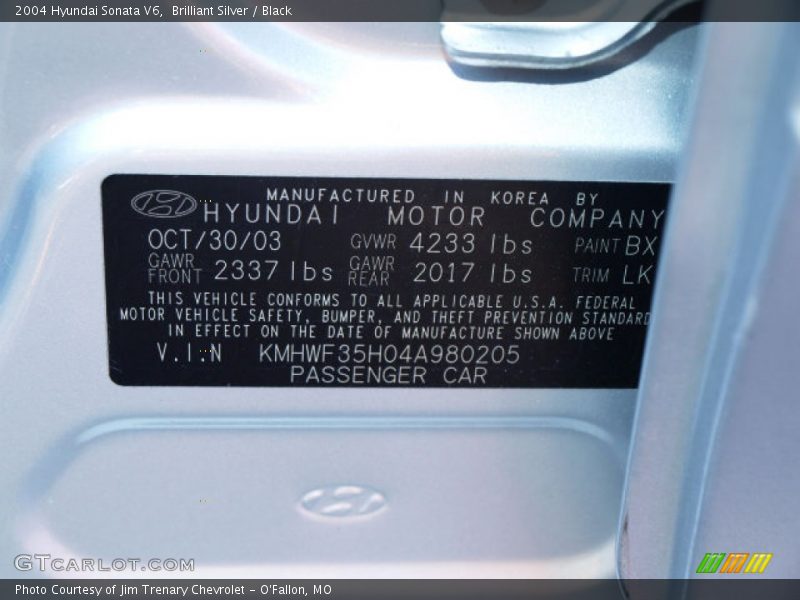 2004 Hyundai Sonata V6,  Brilliant Silver / Black
MANUFACTURED IN KOREA BY
HYUNDAI MOTOR COMPANY
OCT/30/03 GVWR 4233 lbs PAINT BX
GAWR FRONT 2337 lbs GAWR REAR 2017 lbs TRIM LK
THIS VEHICLE CONFORMS TO ALL APPLICABLE U.S.A. FEDERAL
MOTOR VEHICLE SAFETY, BUMPER, AND THEFT PREVENTION STANDARD
IN EFFECT ON THE DATE OF MANUFACTURE SHOWN ABOVE
V.I.N KMHWF35H04A980205
PASSENGER CAR
GTCARLOT.COM
Photo Courtesy of Jim Trenary Chevrolet - O'Fallon, MO